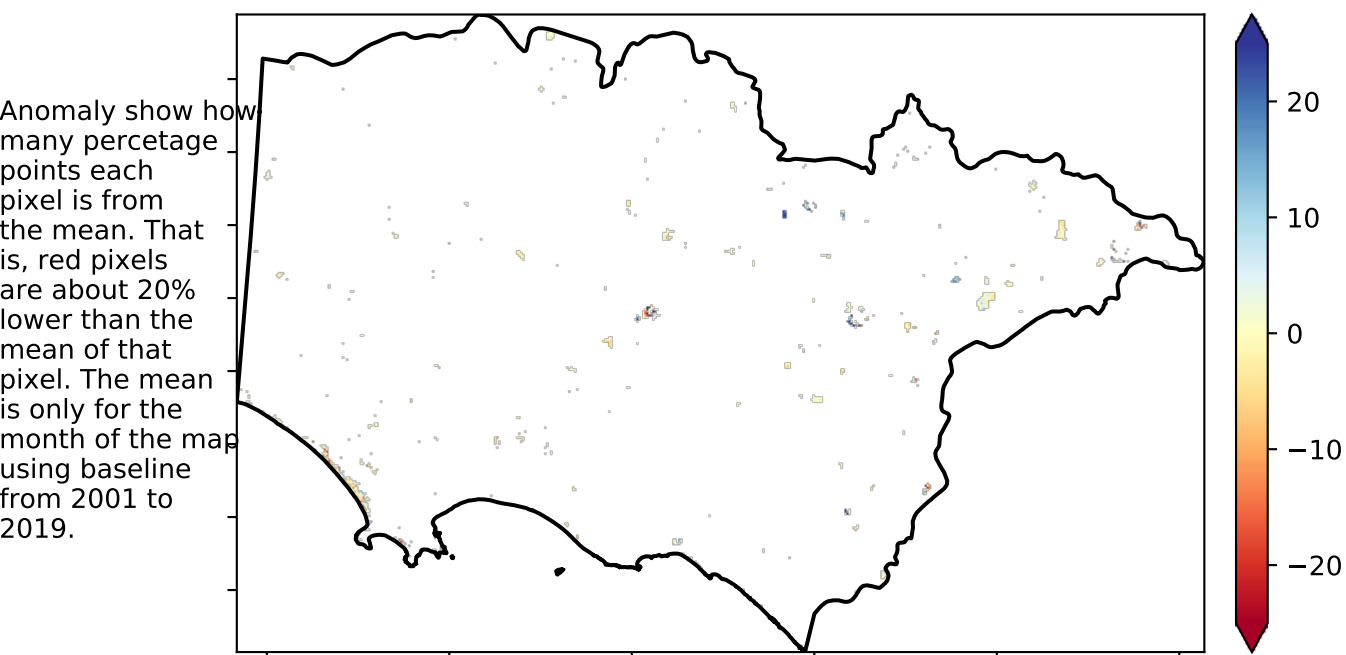 Anomaly show how
many percetage
points each
pixel is from
the mean. That
is, red pixels
are about 20%
lower than the
mean of that
pixel. The mean
is only for the
month of the map
using baseline
from 2001 to
2019.
20
10
0
−10
−20